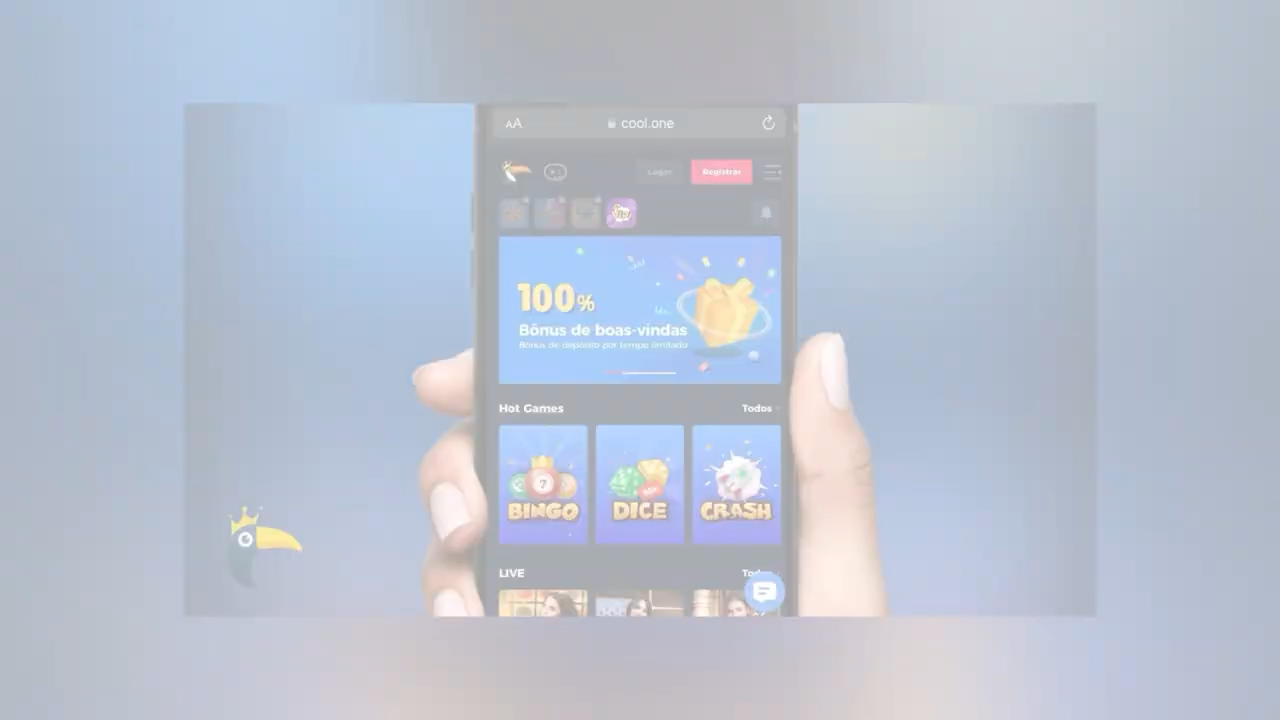 AA cool.one
Logar Registrar
100%
Bônus de boas-vindas
Bônus de depósito por tempo limitado
Hot Games Todos
BINGO DICE CRASH
LIVE